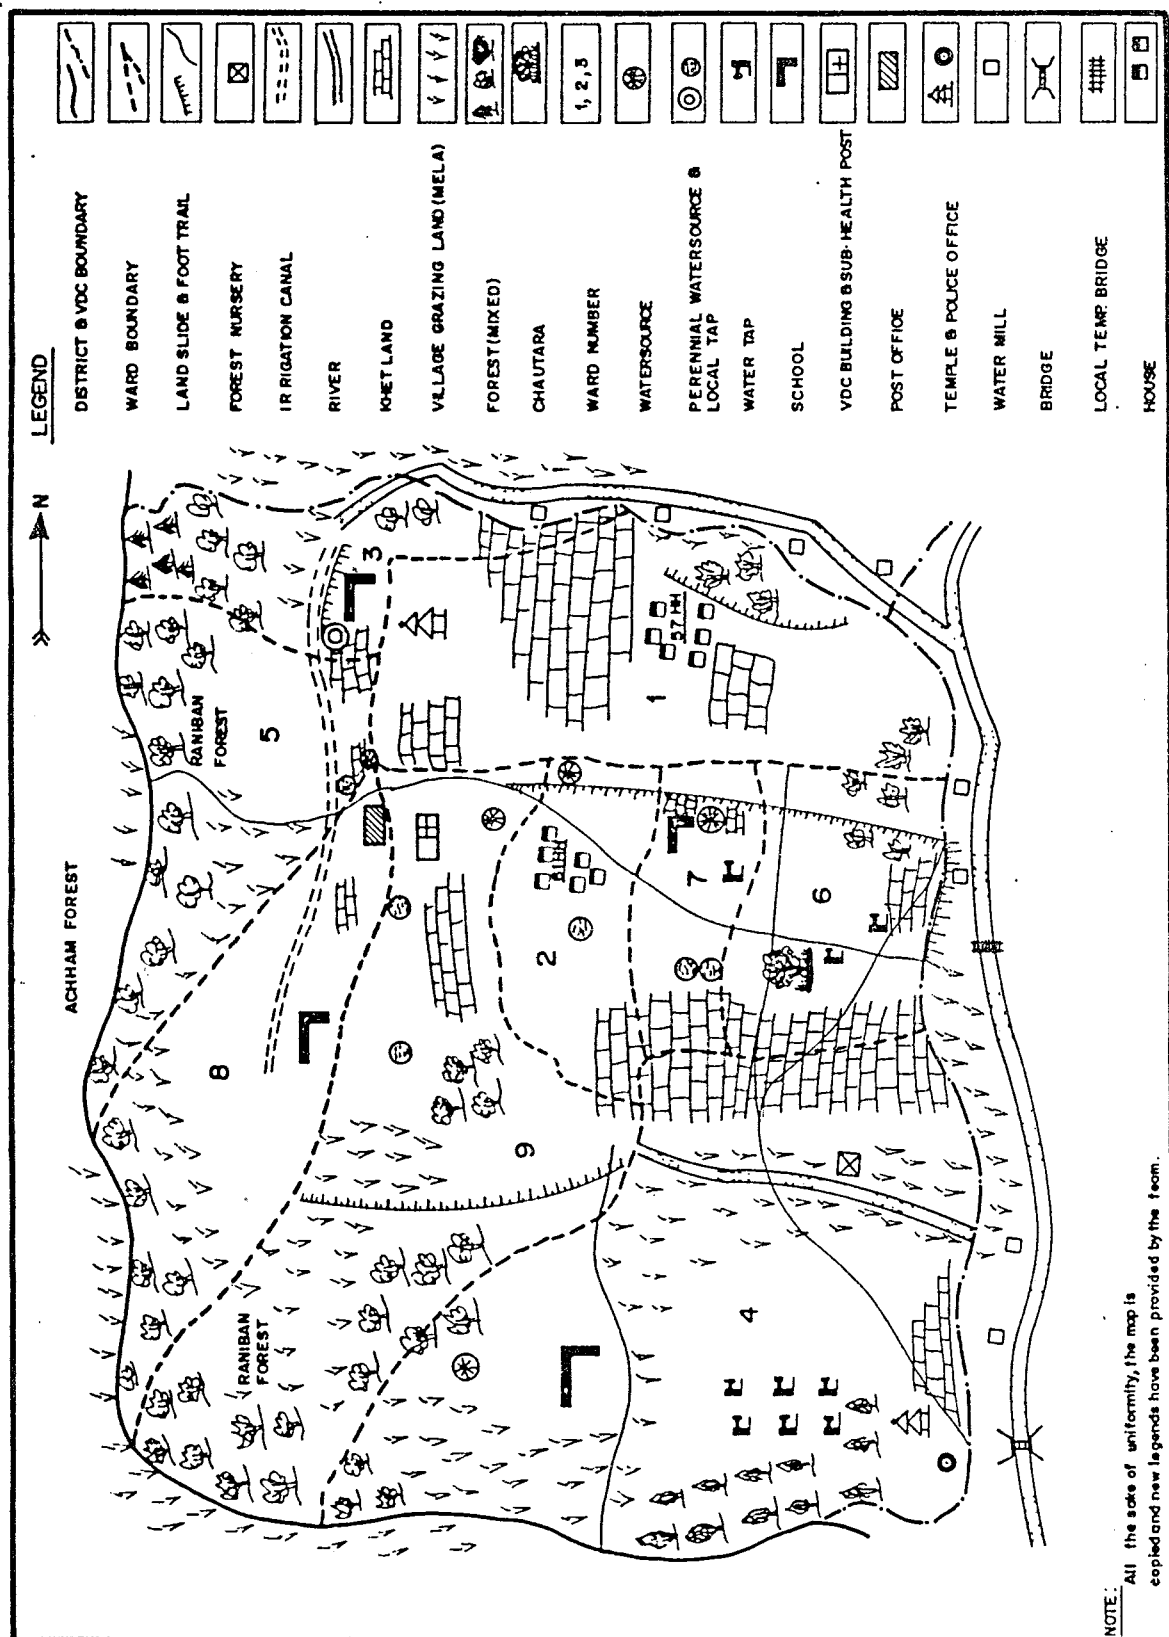 LEGEND
DISTRICT & VDC BOUNDARY
WARD BOUNDARY
LAND SLIDE & FOOT TRAIL
FOREST NURSERY
IRRIGATION CANAL
RIVER
KHET LAND
VILLAGE GRAZING LAND (MELA)
FOREST (MIXED)
CHAUTARA
WARD NUMBER
1, 2, 3
WATERSOURCE
PERENNIAL WATERSOURCE &
LOCAL TAP
WATER TAP
SCHOOL
VDC BUILDING & SUB-HEALTH POST
POST OFFICE
TEMPLE & POLICE OFFICE
WATER MILL
BRIDGE
LOCAL TEMP. BRIDGE
HOUSE
N
ACHHAM FOREST
RANIBAN
FOREST
5
3
1
57 HH
8
2
7
6
9
RANIBAN
FOREST
4
NOTE:
All the sake of uniformity, the map is
copied and new legends have been provided by the team.